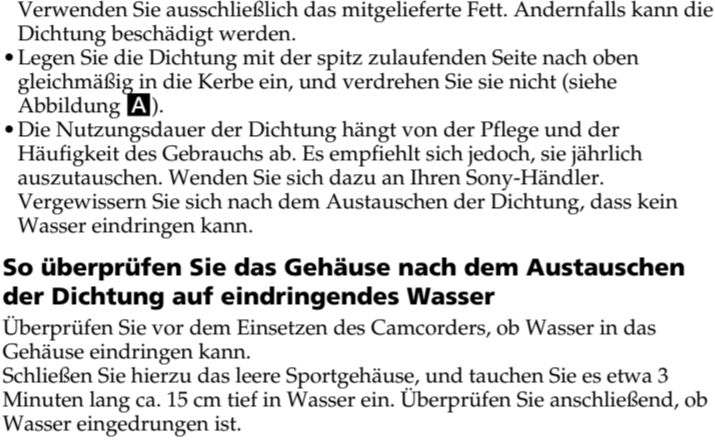 Verwenden Sie ausschließlich das mitgelieferte Fett. Andernfalls kann die
Dichtung beschädigt werden.
• Legen Sie die Dichtung mit der spitz zulaufenden Seite nach oben
gleichmäßig in die Kerbe ein, und verdrehen Sie sie nicht (siehe
Abbildung A).
• Die Nutzungsdauer der Dichtung hängt von der Pflege und der
Häufigkeit des Gebrauchs ab. Es empfiehlt sich jedoch, sie jährlich
auszutauschen. Wenden Sie sich dazu an Ihren Sony-Händler.
Vergewissern Sie sich nach dem Austauschen der Dichtung, dass kein
Wasser eindringen kann.
So überprüfen Sie das Gehäuse nach dem Austauschen
der Dichtung auf eindringendes Wasser
Überprüfen Sie vor dem Einsetzen des Camcorders, ob Wasser in das
Gehäuse eindringen kann.
Schließen Sie hierzu das leere Sportgehäuse, und tauchen Sie es etwa 3
Minuten lang ca. 15 cm tief in Wasser ein. Überprüfen Sie anschließend, ob
Wasser eingedrungen ist.